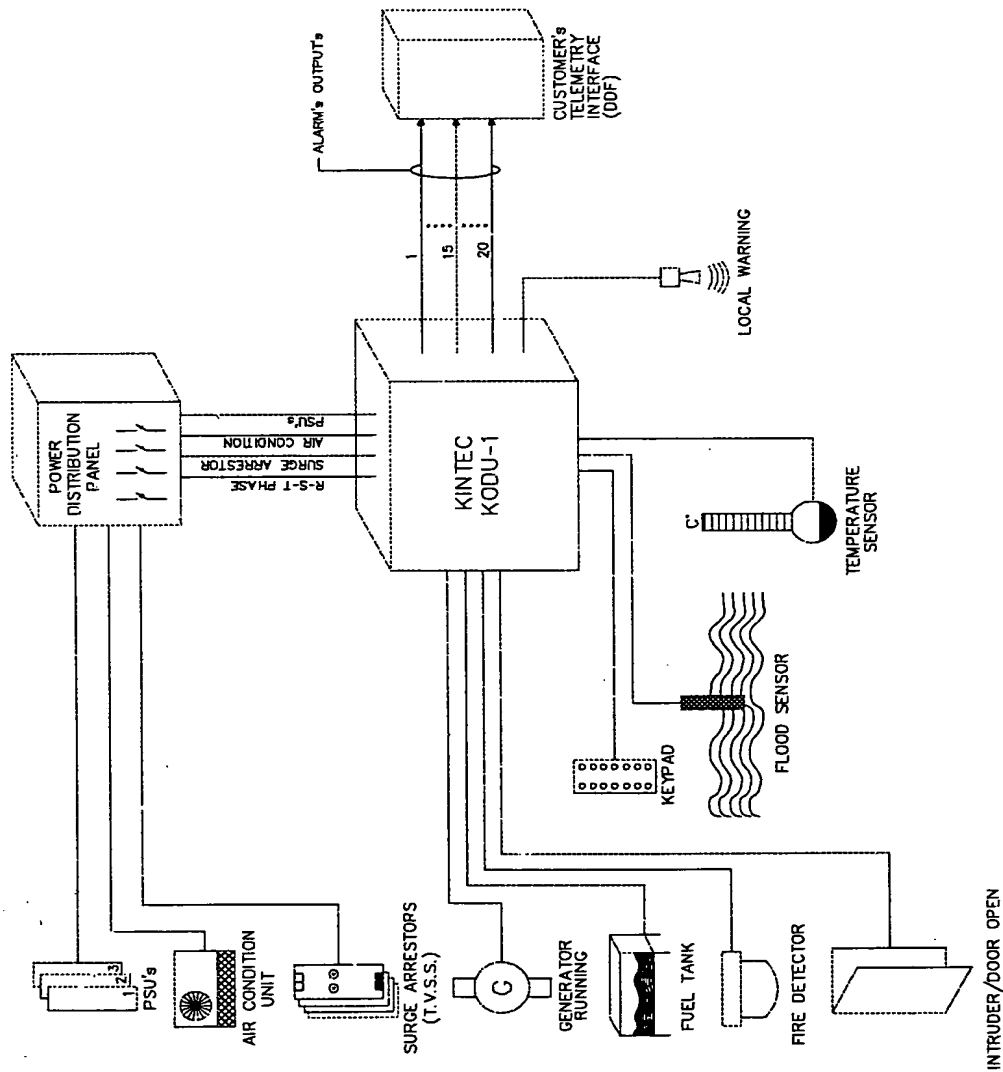 ALARM's OUTPUT's
CUSTOMER's
TELEMETRY
INTERFACE
(DDF)
1
15
20
LOCAL WARNING
POWER
DISTRIBUTION
PANEL
PSU's
AIR CONDITION
SURGE ARRESTOR
R-S-T PHASE
KINTEC
KODU-1
C°
TEMPERATURE
SENSOR
FLOOD SENSOR
KEYPAD
1
2
3
PSU's
AIR CONDITION
UNIT
SURGE ARRESTORS
(T.V.S.S.)
G
GENERATOR
RUNNING
FUEL TANK
FIRE DETECTOR
INTRUDER/DOOR OPEN